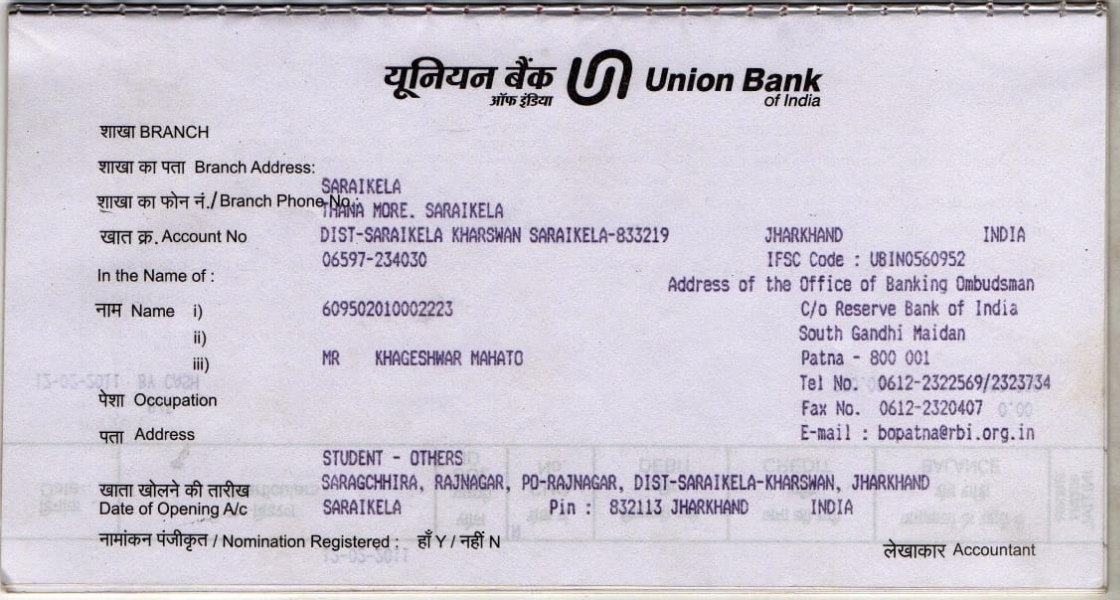 यूनियन बैंक Union Bank
ऑफ इंडिया of India
शाखा BRANCH
शाखा का पता Branch Address:
SARAIKELA
शाखा का फोन नं./Branch Phone No.:
THANA MORE. SARAIKELA
खात क्र. Account No DIST-SARAIKELA KHARSWAN SARAIKELA-833219 JHARKHAND INDIA
06597-234030 IFSC Code : UBIN0560952
In the Name of :
Address of the Office of Banking Ombudsman
नाम Name i) 609502010002223 C/o Reserve Bank of India
ii) South Gandhi Maidan
iii) MR KHAGESHWAR MAHATO Patna - 800 001
Tel No. 0612-2322569/2323734
पेशा Occupation Fax No. 0612-2320407
पता Address E-mail : bopatna@rbi.org.in
STUDENT - OTHERS
खाता खोलने की तारीख SARAGCHHIRA, RAJNAGAR, PO-RAJNAGAR, DIST-SARAIKELA-KHARSWAN, JHARKHAND
Date of Opening A/c SARAIKELA Pin : 832113 JHARKHAND INDIA
नामांकन पंजीकृत / Nomination Registered : हाँ Y / नहीं N
लेखाकार Accountant